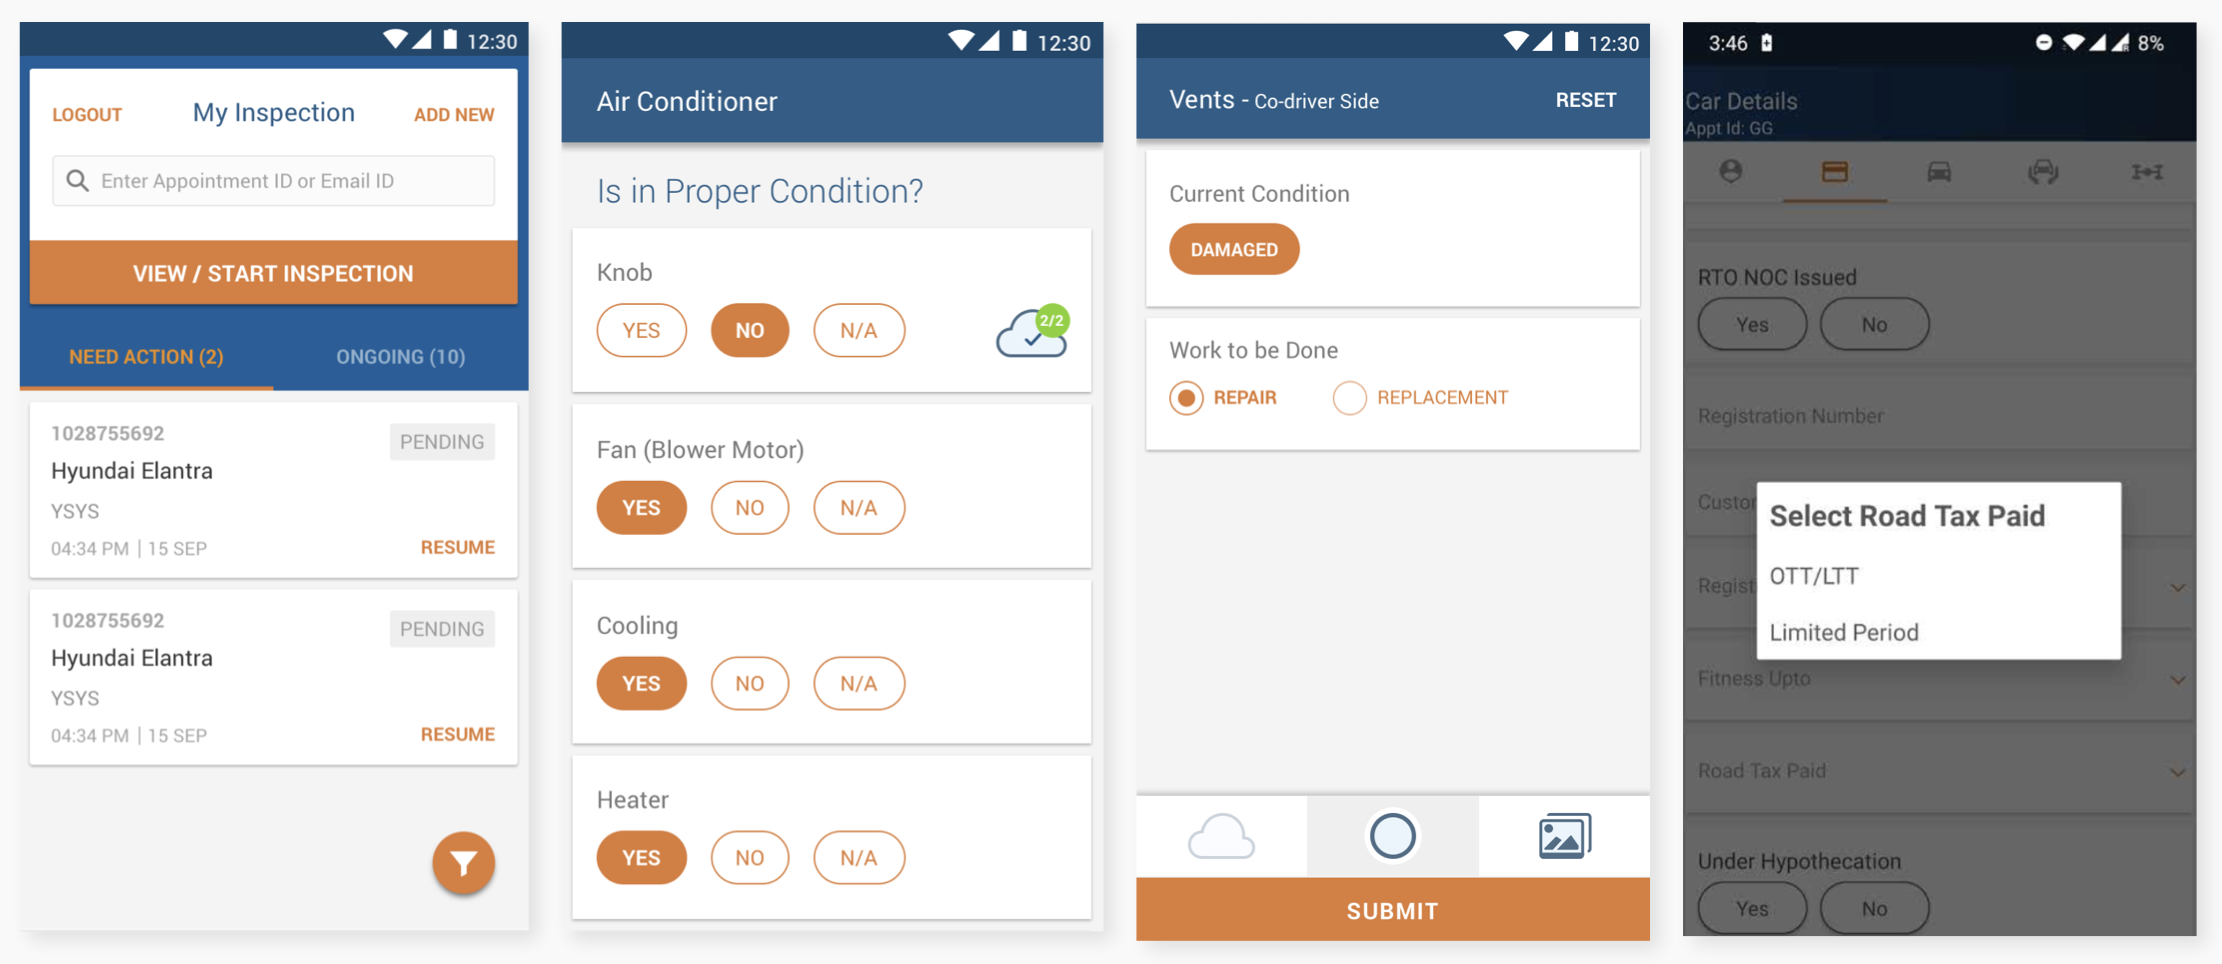 12:30
LOGOUT My Inspection ADD NEW
Enter Appointment ID or Email ID
VIEW / START INSPECTION
NEED ACTION (2) ONGOING (10)
1028755692 PENDING
Hyundai Elantra
YSYS
04:34 PM | 15 SEP RESUME
1028755692 PENDING
Hyundai Elantra
YSYS
04:34 PM | 15 SEP RESUME
12:30
Air Conditioner
Is in Proper Condition?
Knob
YES NO N/A 2/2
Fan (Blower Motor)
YES NO N/A
Cooling
YES NO N/A
Heater
YES NO N/A
12:30
Vents - Co-driver Side RESET
Current Condition
DAMAGED
Work to be Done
REPAIR REPLACEMENT
SUBMIT
3:46 8%
Car Details
Appt Id: GG
RTO NOC Issued
Yes No
Registration Number
Custo
Select Road Tax Paid
OTT/LTT
Regist
Limited Period
Fitness Upto
Road Tax Paid
Under Hypothecation
Yes No